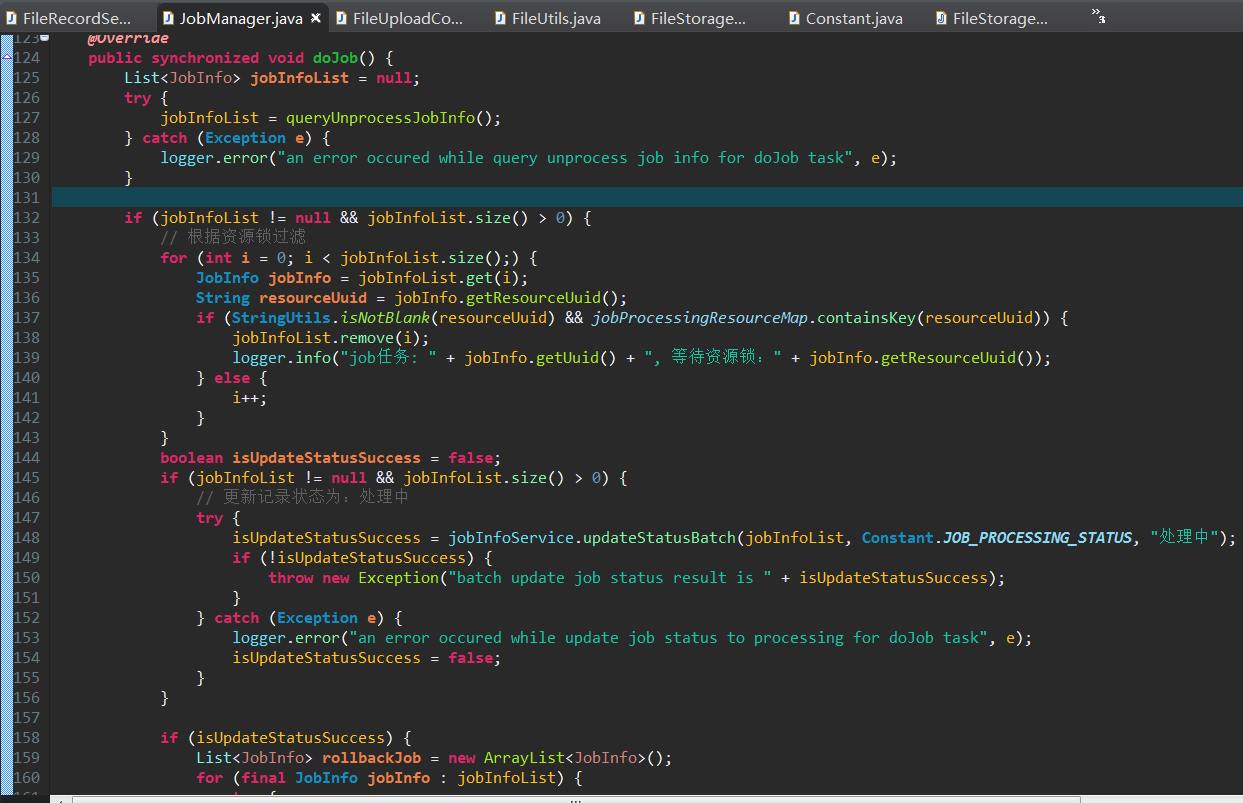 FileRecordSe... JobManager.java FileUploadCo... FileUtils.java FileStorage... Constant.java FileStorage... »3
123 @Override
124 public synchronized void doJob() {
125 List<JobInfo> jobInfoList = null;
126 try {
127 jobInfoList = queryUnprocessJobInfo();
128 } catch (Exception e) {
129 logger.error("an error occured while query unprocess job info for doJob task", e);
130 }
131
132 if (jobInfoList != null && jobInfoList.size() > 0) {
133 // 根据资源锁过滤
134 for (int i = 0; i < jobInfoList.size();) {
135 JobInfo jobInfo = jobInfoList.get(i);
136 String resourceUuid = jobInfo.getResourceUuid();
137 if (StringUtils.isNotBlank(resourceUuid) && jobProcessingResourceMap.containsKey(resourceUuid)) {
138 jobInfoList.remove(i);
139 logger.info("job任务: " + jobInfo.getUuid() + ", 等待资源锁：" + jobInfo.getResourceUuid());
140 } else {
141 i++;
142 }
143 }
144 boolean isUpdateStatusSuccess = false;
145 if (jobInfoList != null && jobInfoList.size() > 0) {
146 // 更新记录状态为：处理中
147 try {
148 isUpdateStatusSuccess = jobInfoService.updateStatusBatch(jobInfoList, Constant.JOB_PROCESSING_STATUS, "处理中");
149 if (!isUpdateStatusSuccess) {
150 throw new Exception("batch update job status result is " + isUpdateStatusSuccess);
151 }
152 } catch (Exception e) {
153 logger.error("an error occured while update job status to processing for doJob task", e);
154 isUpdateStatusSuccess = false;
155 }
156 }
157
158 if (isUpdateStatusSuccess) {
159 List<JobInfo> rollbackJob = new ArrayList<JobInfo>();
160 for (final JobInfo jobInfo : jobInfoList) {